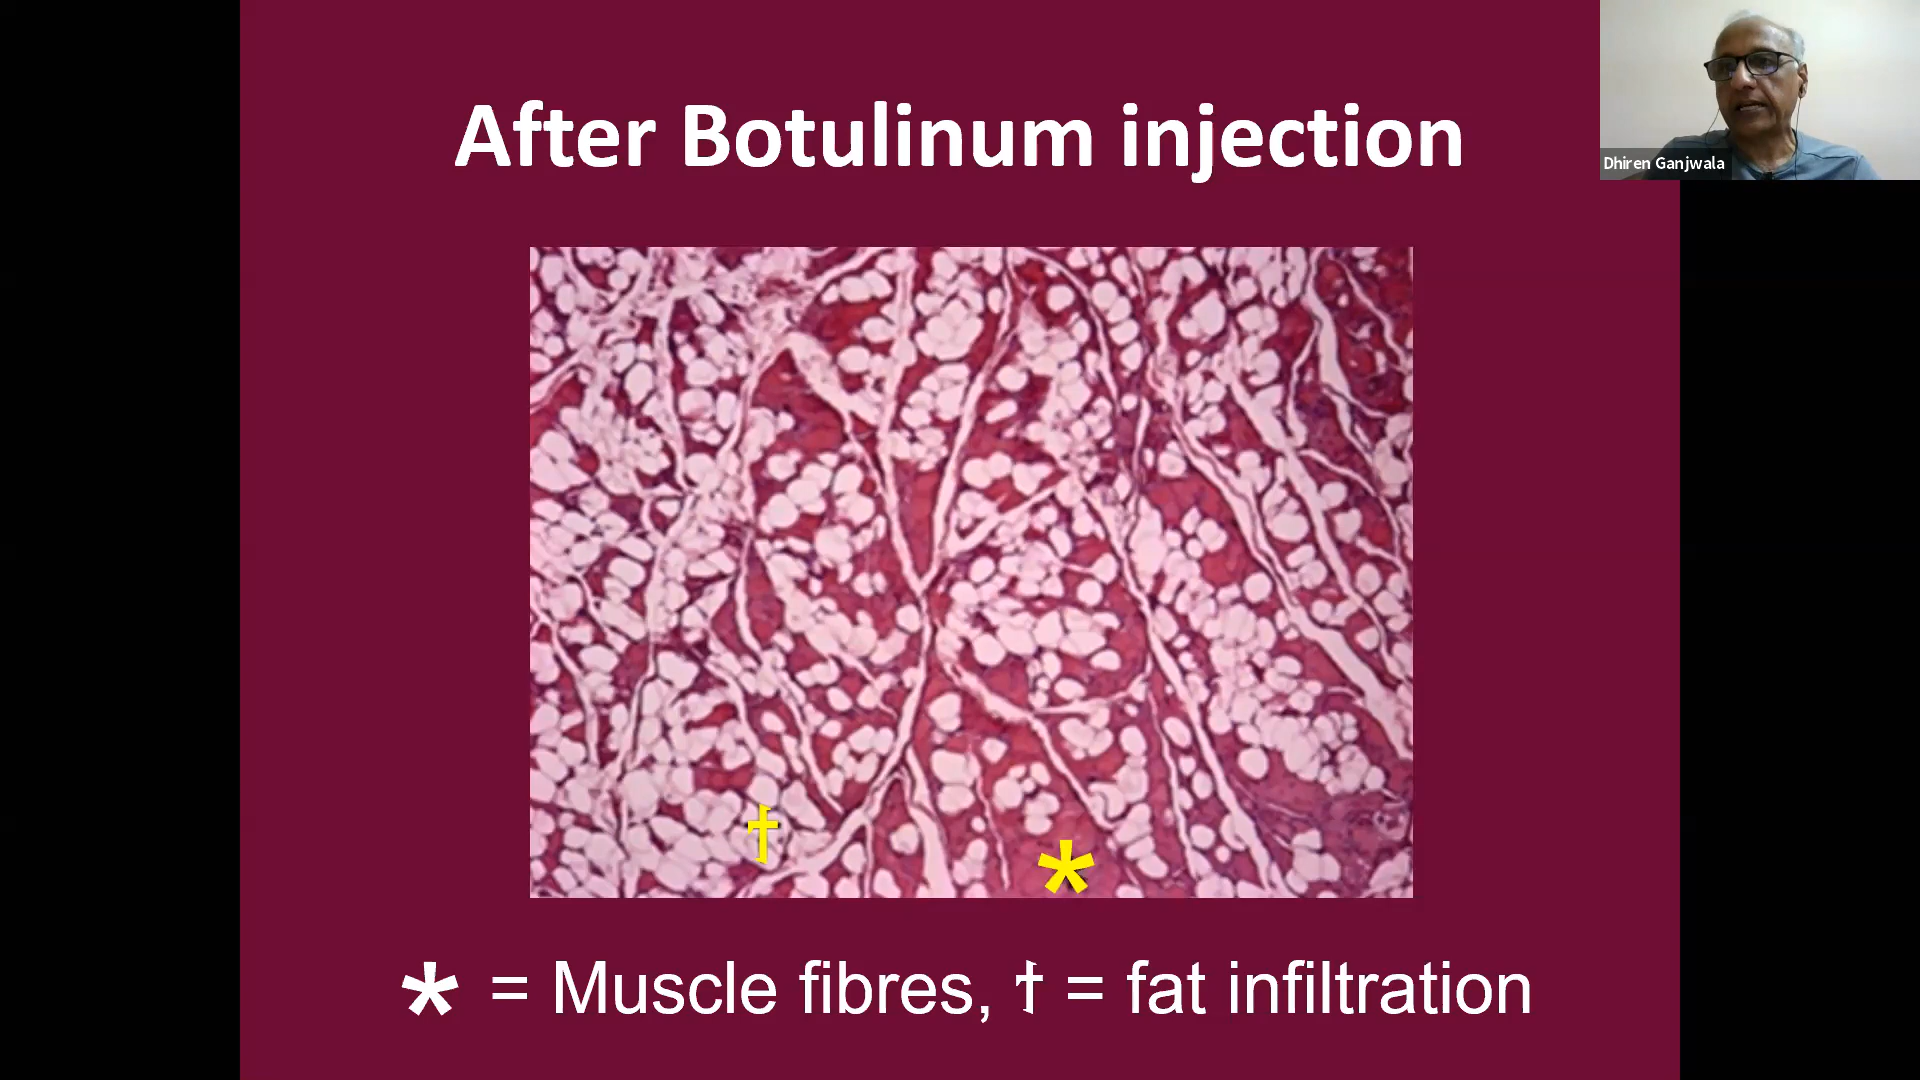 After Botulinum injection
Dhiren Ganjwala
†
*
* = Muscle fibres, † = fat infiltration